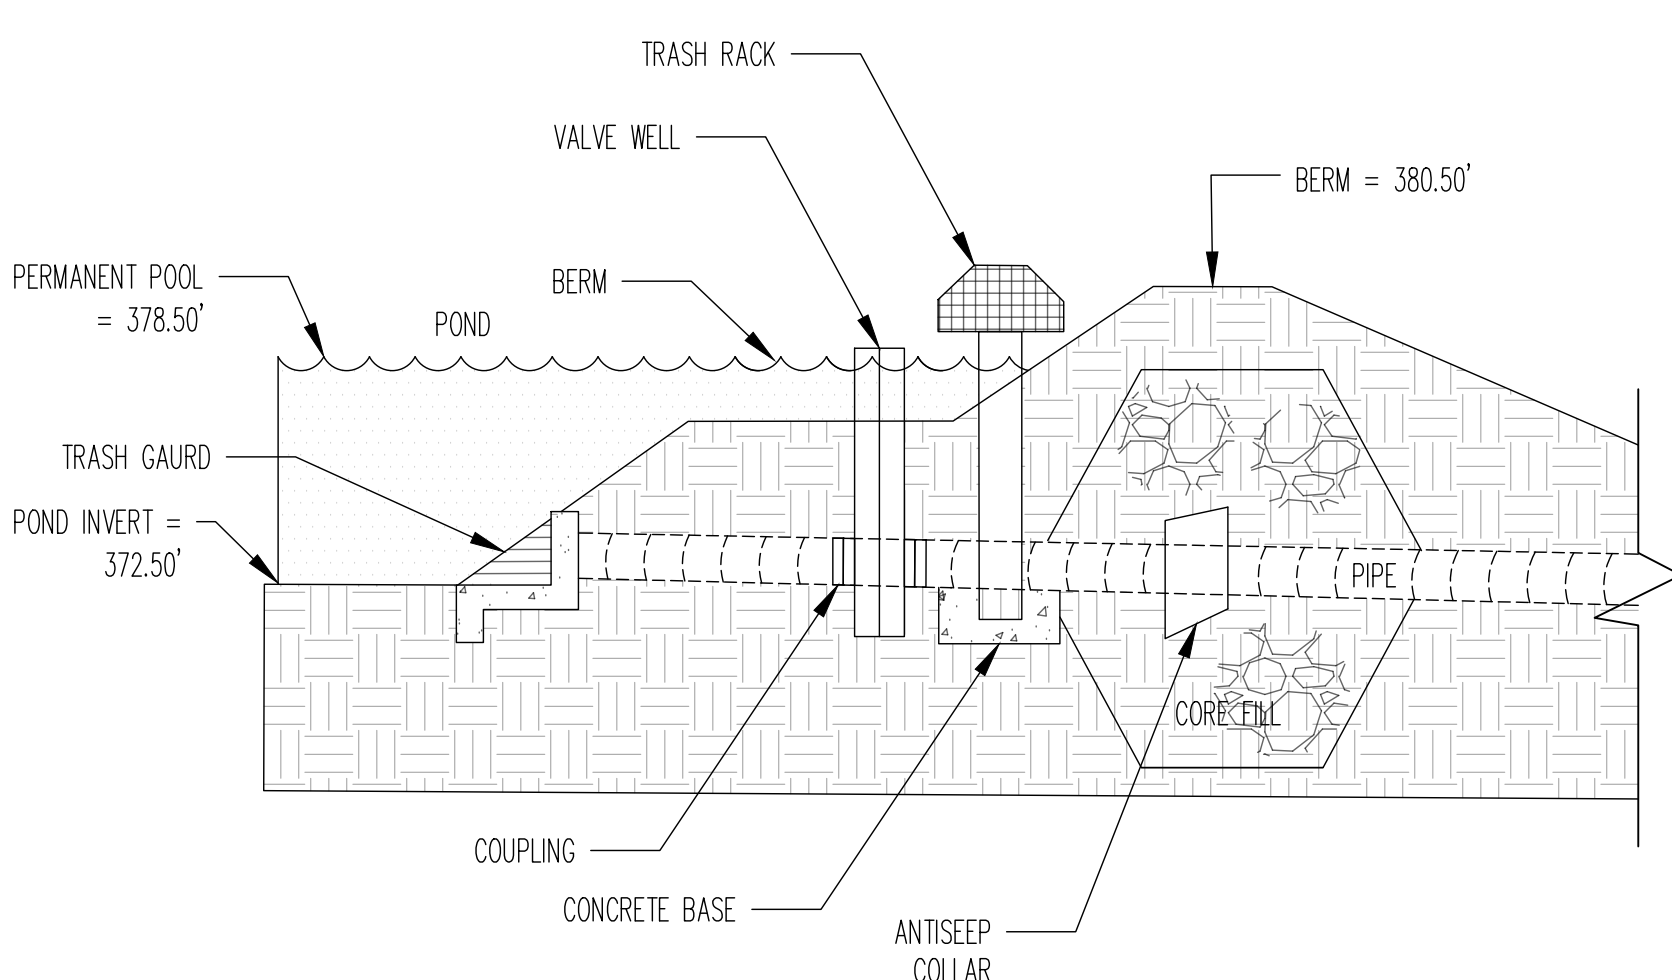 TRASH RACK
VALVE WELL
BERM = 380.50'
PERMANENT POOL
= 378.50'
BERM
POND
TRASH GAURD
POND INVERT =
372.50'
PIPE
CORE FILL
COUPLING
CONCRETE BASE
ANTISEEP
COLLAR